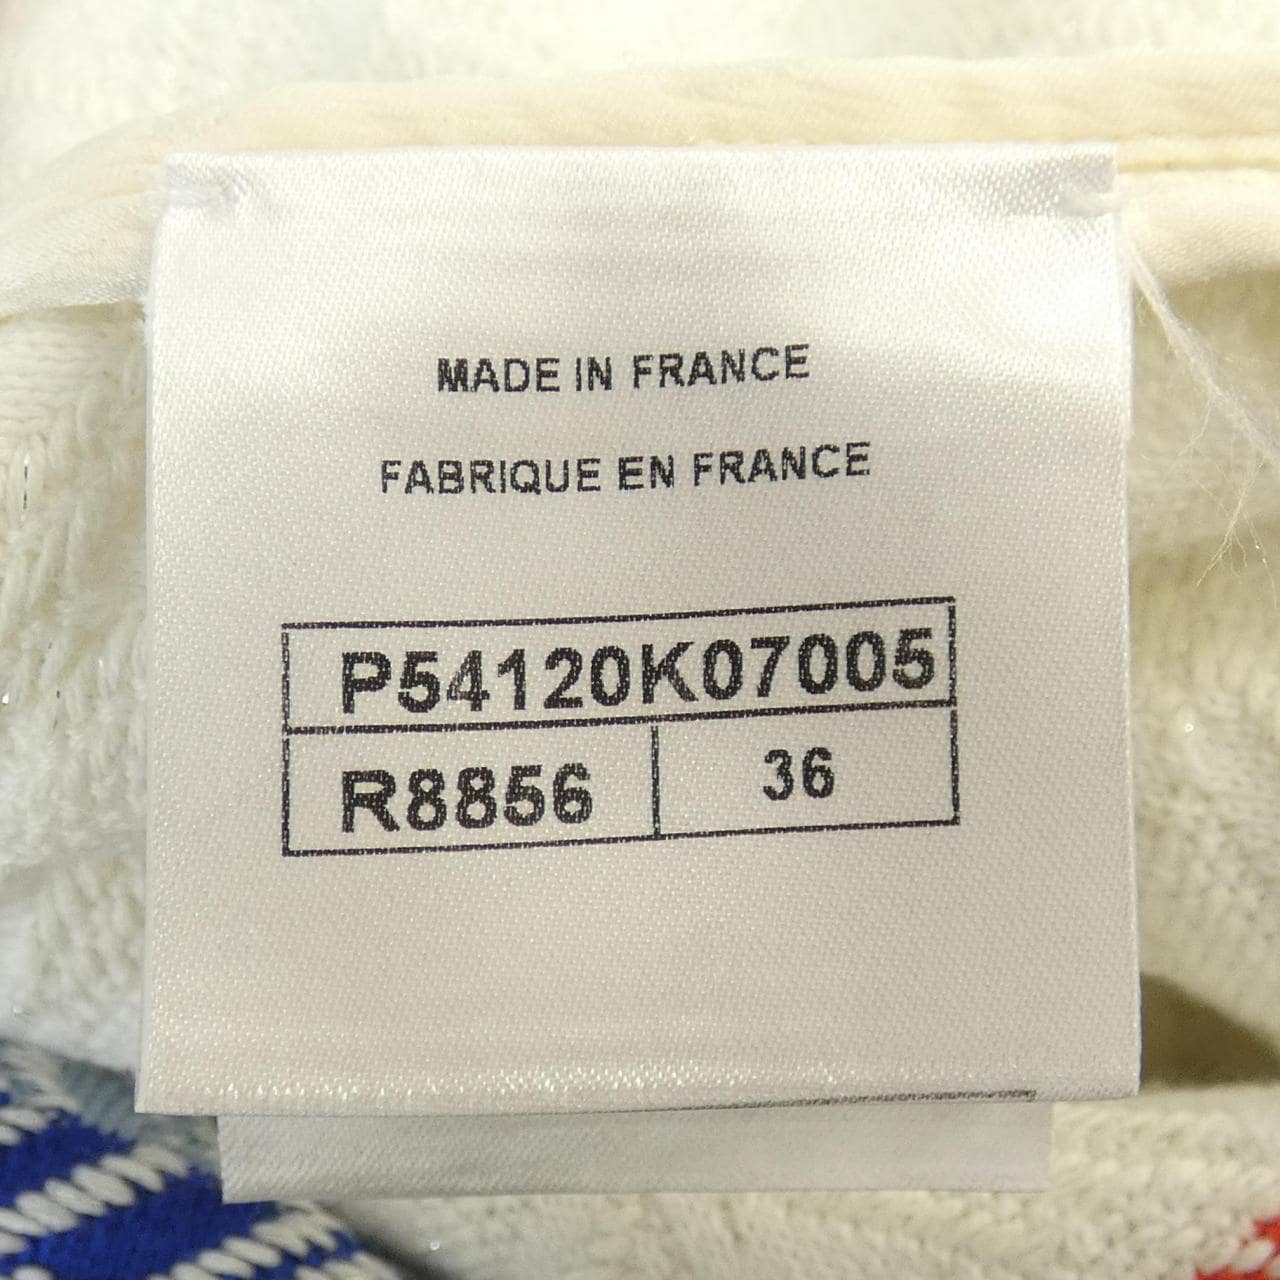 MADE IN FRANCE
FABRIQUE EN FRANCE
P54120K07005
R8856 36